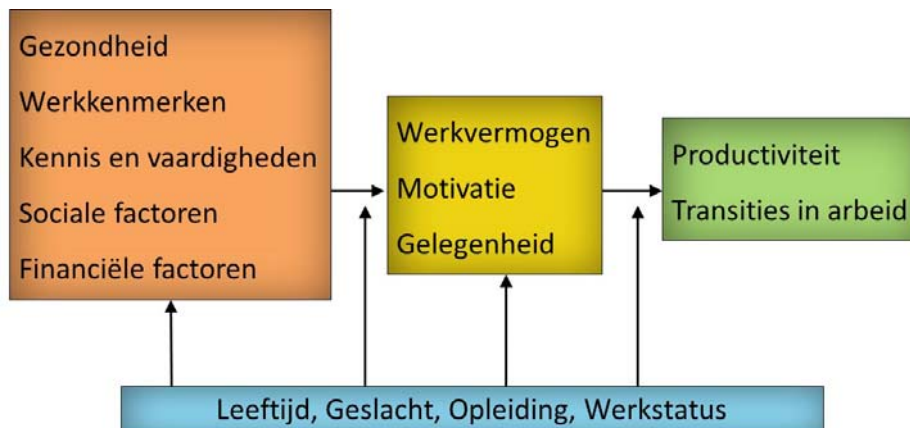 Gezondheid
Werkkenmerken
Kennis en vaardigheden
Sociale factoren
Financiële factoren
Werkvermogen
Motivatie
Gelegenheid
Productiviteit
Transities in arbeid
Leeftijd, Geslacht, Opleiding, Werkstatus